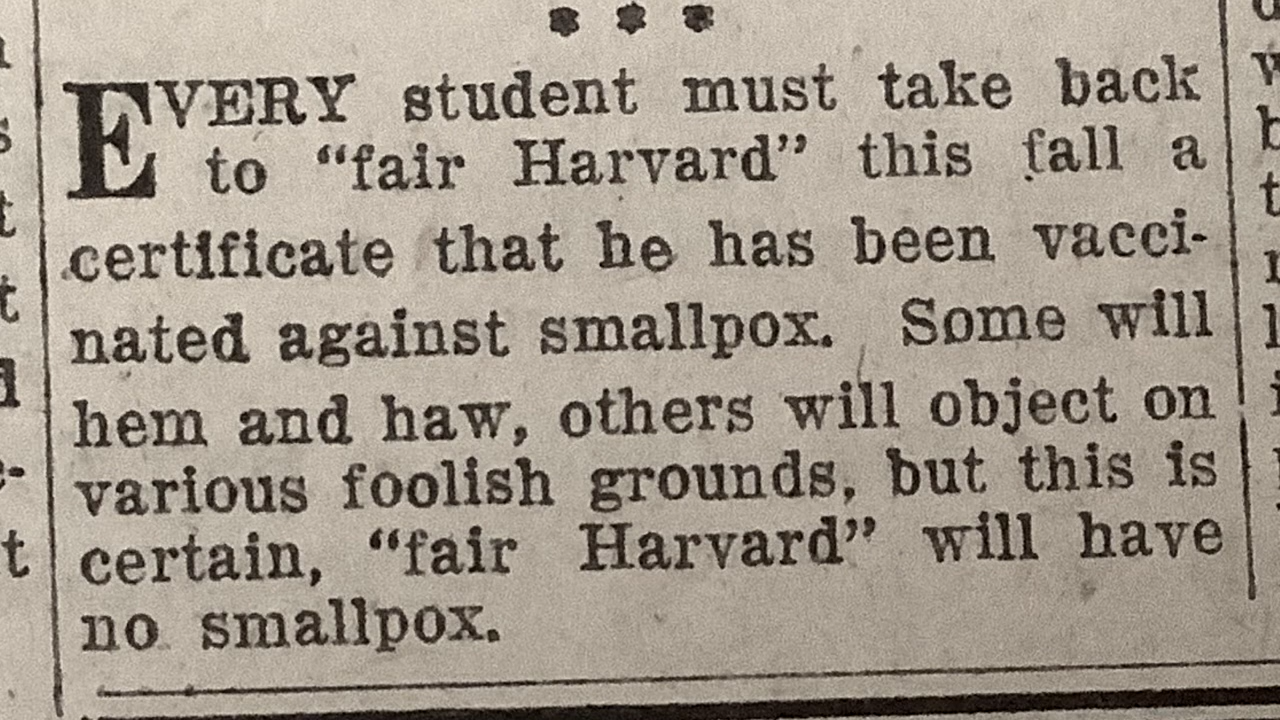 * * *
EVERY student must take back
to “fair Harvard” this fall a
certificate that he has been vacci-
nated against smallpox. Some will
hem and haw, others will object on
various foolish grounds, but this is
certain, “fair Harvard” will have
no smallpox.